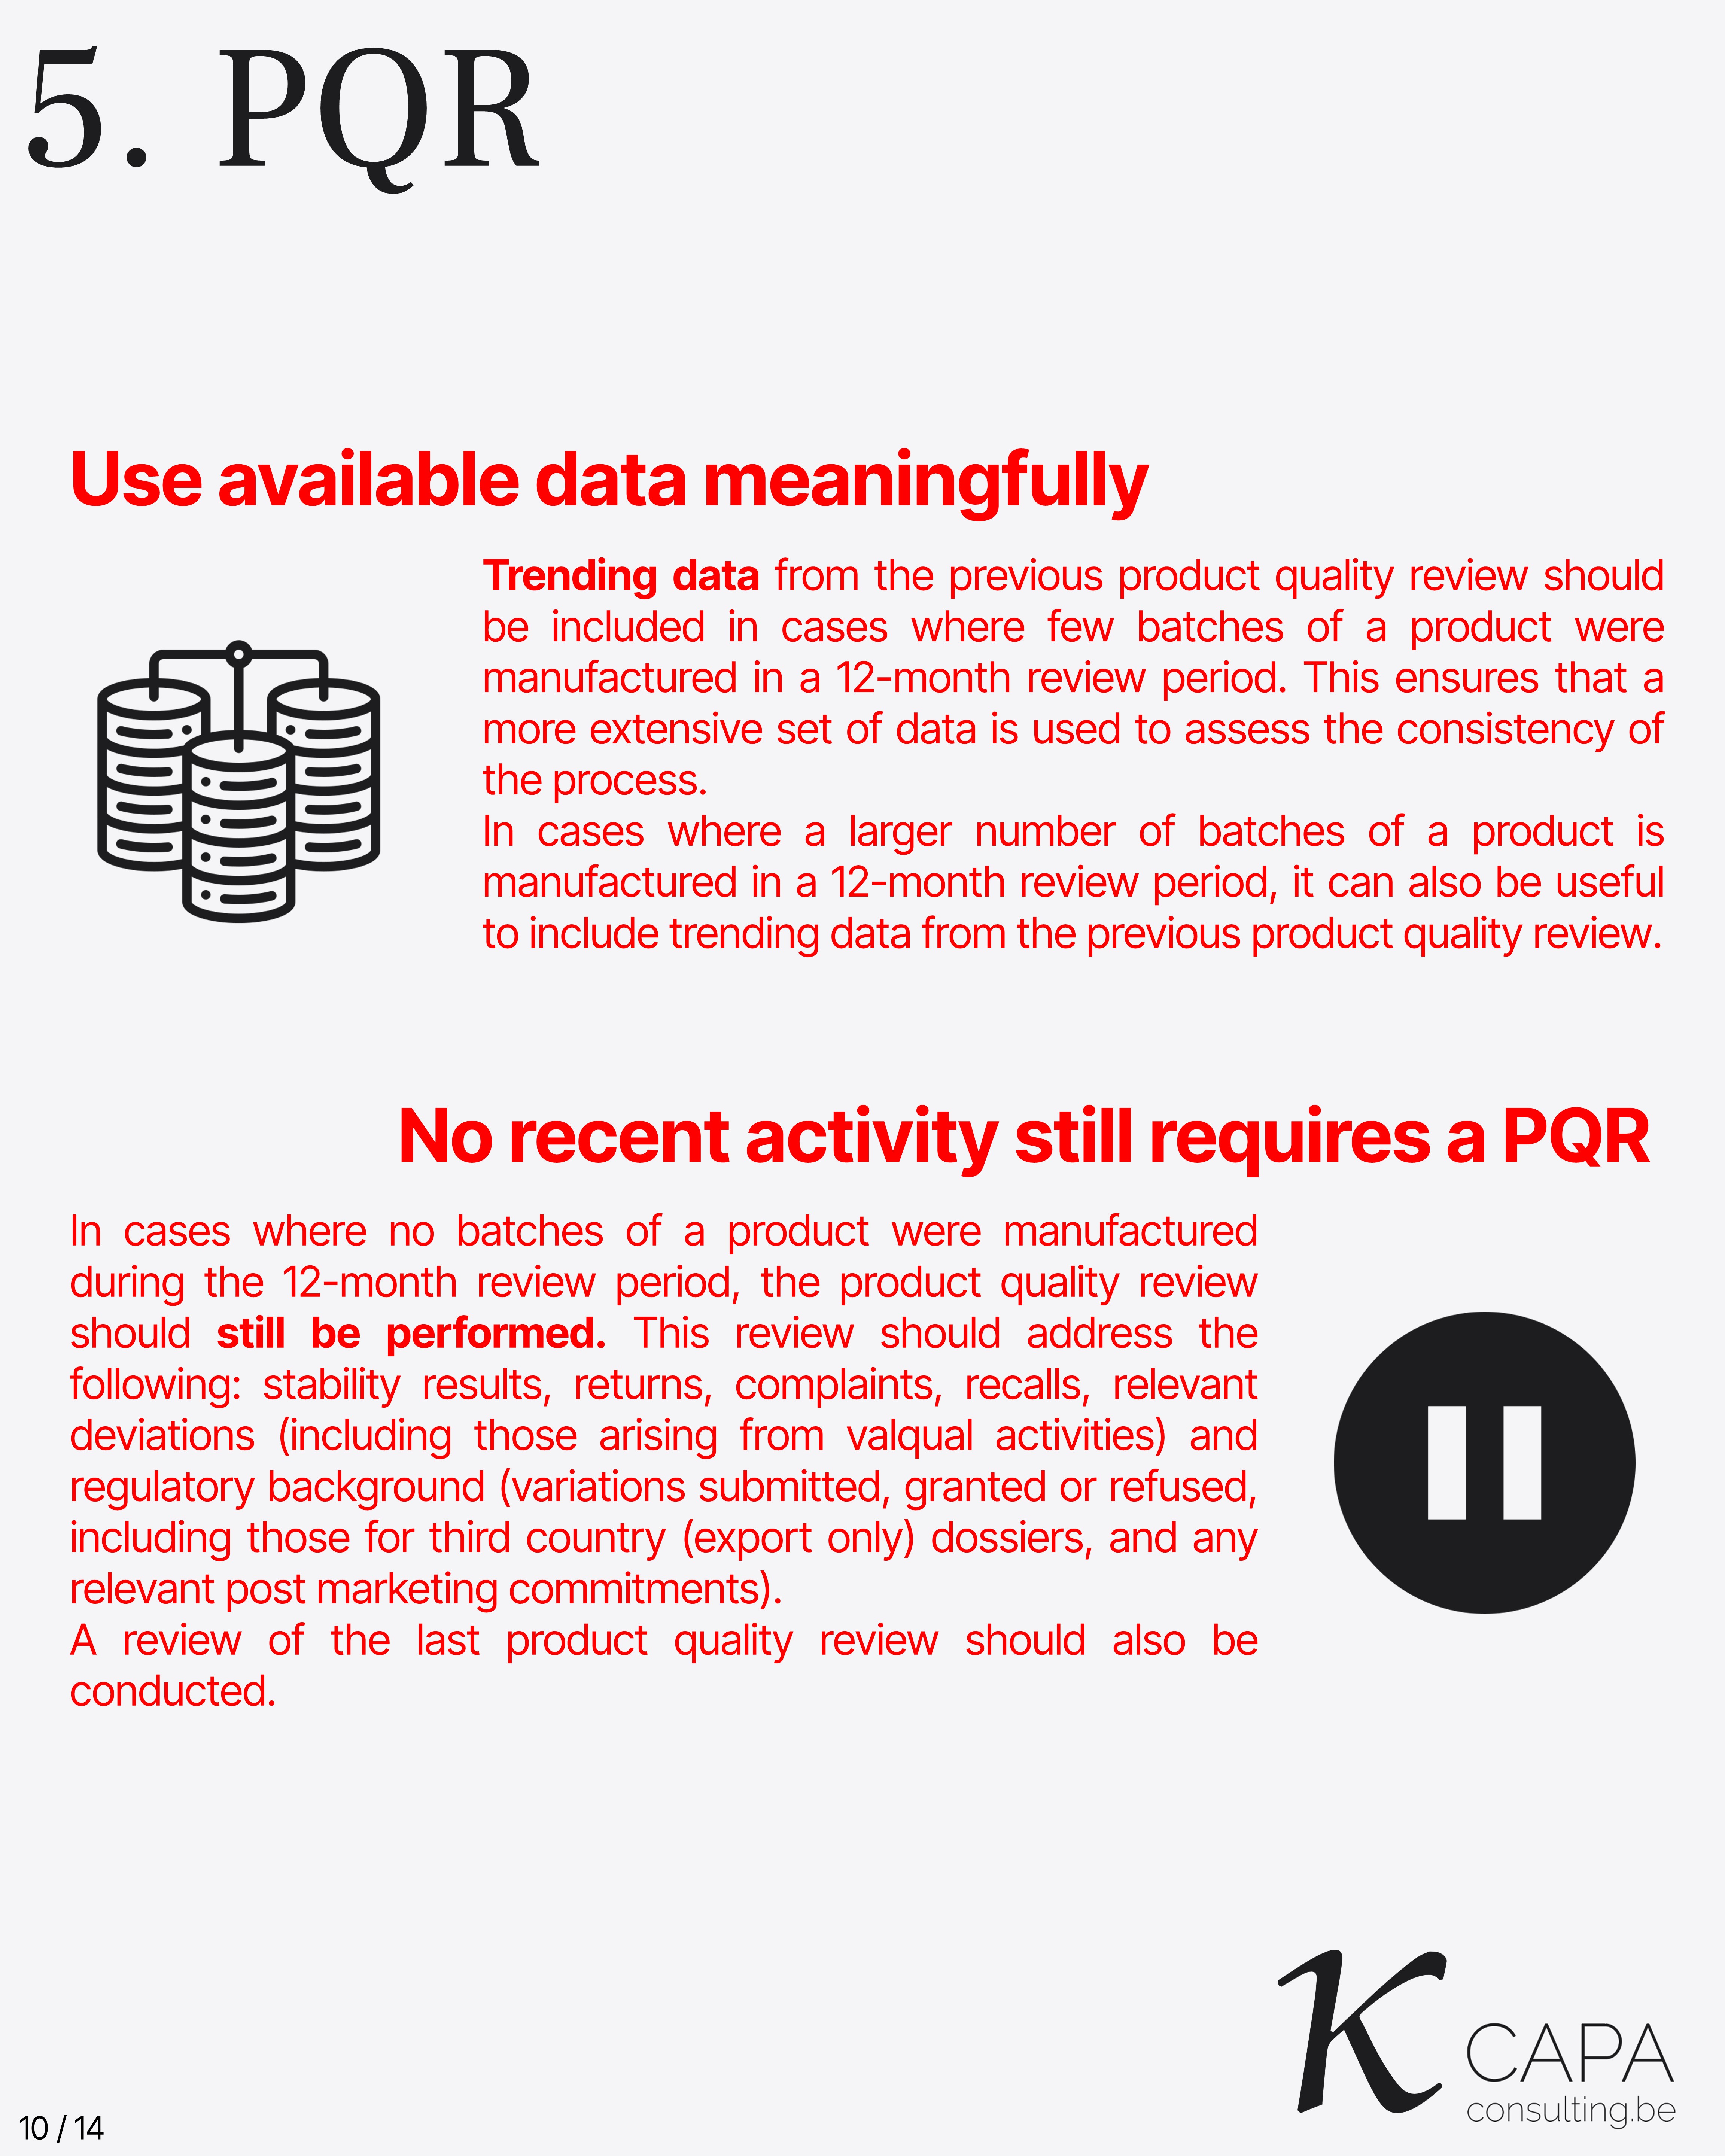 5. PQR
Use available data meaningfully
Trending data from the previous product quality review should
be included in cases where few batches of a product were
manufactured in a 12-month review period. This ensures that a
more extensive set of data is used to assess the consistency of
the process.
In cases where a larger number of batches of a product is
manufactured in a 12-month review period, it can also be useful
to include trending data from the previous product quality review.
No recent activity still requires a PQR
In cases where no batches of a product were manufactured
during the 12-month review period, the product quality review
should still be performed. This review should address the
following: stability results, returns, complaints, recalls, relevant
deviations (including those arising from valqual activities) and
regulatory background (variations submitted, granted or refused,
including those for third country (export only) dossiers, and any
relevant post marketing commitments).
A review of the last product quality review should also be
conducted.
K CAPA
consulting.be
10 / 14